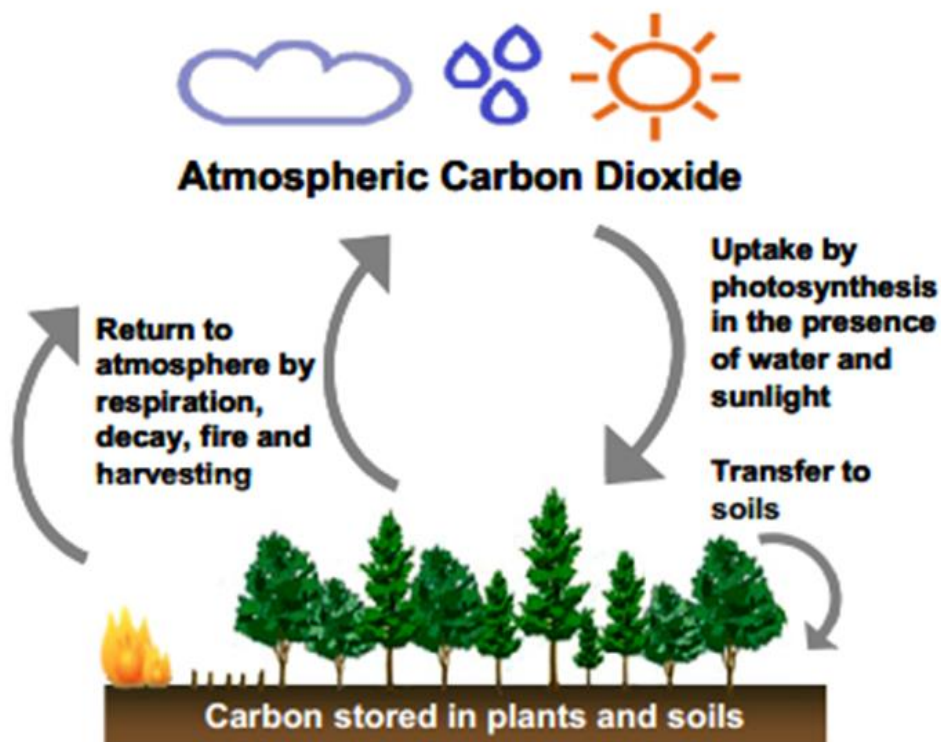 Atmospheric Carbon Dioxide
Uptake by
photosynthesis
in the presence
of water and
sunlight
Return to
atmosphere by
respiration,
decay, fire and
harvesting
Transfer to
soils
Carbon stored in plants and soils